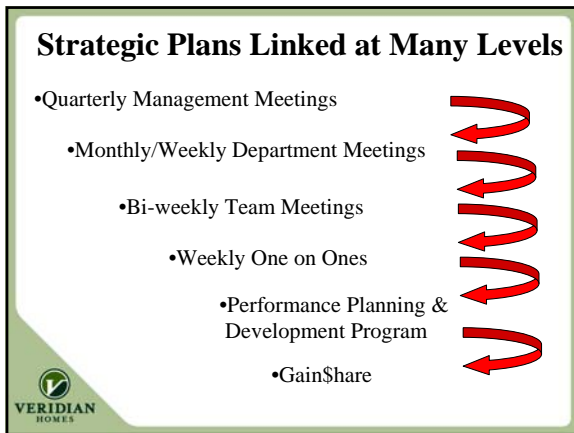 Strategic Plans Linked at Many Levels
•Quarterly Management Meetings
•Monthly/Weekly Department Meetings
•Bi-weekly Team Meetings
•Weekly One on Ones
•Performance Planning &
Development Program
•Gain$hare
VERIDIAN
HOMES